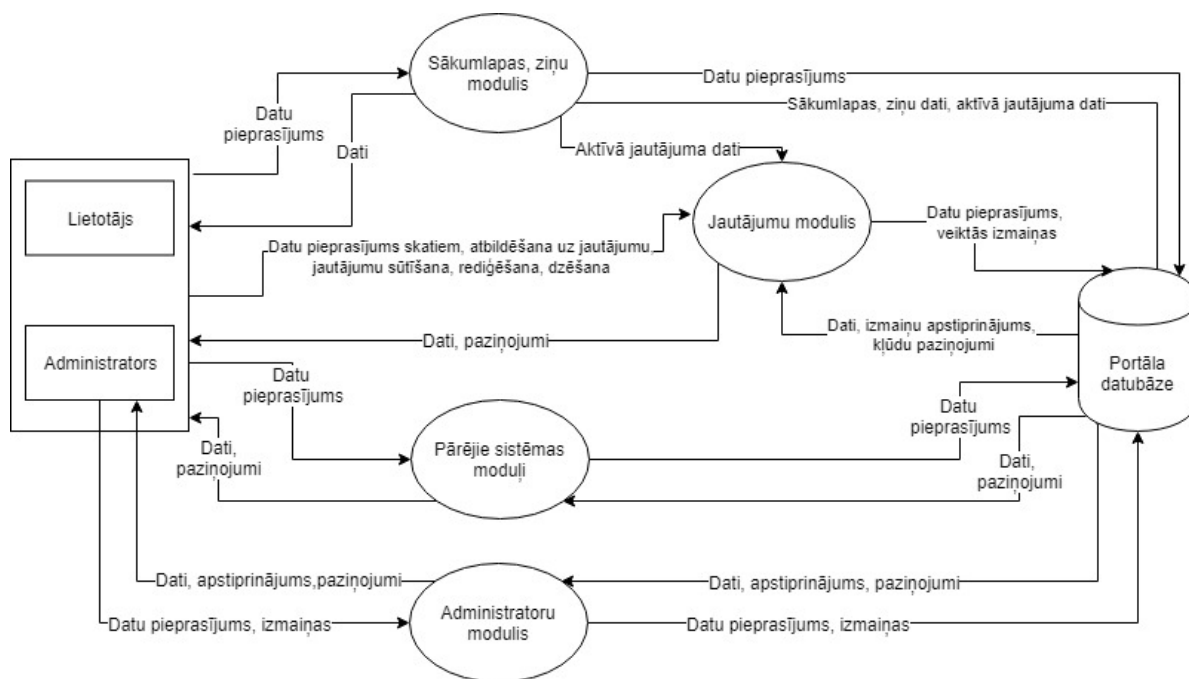 Sākumlapas, ziņu
modulis
Datu pieprasījums
Datu
pieprasījums
Sākumlapas, ziņu dati, aktīvā jautājuma dati
Dati
Aktīvā jautājuma dati
Lietotājs
Jautājumu modulis
Datu pieprasījums,
veiktās izmaiņas
Datu pieprasījums skatiem, atbildēšana uz jautājumu,
jautājumu sūtīšana, rediģēšana, dzēšana
Dati, izmaiņu apstiprinājums,
kļūdu paziņojumi
Dati, paziņojumi
Administrators
Portāla
datubāze
Datu
pieprasījums
Datu
pieprasījums
Dati,
paziņojumi
Pārējie sistēmas
moduļi
Dati,
paziņojumi
Dati, apstiprinājums,paziņojumi
Dati, apstiprinājums, paziņojumi
Administratoru
modulis
Datu pieprasījums, izmaiņas
Datu pieprasījums, izmaiņas